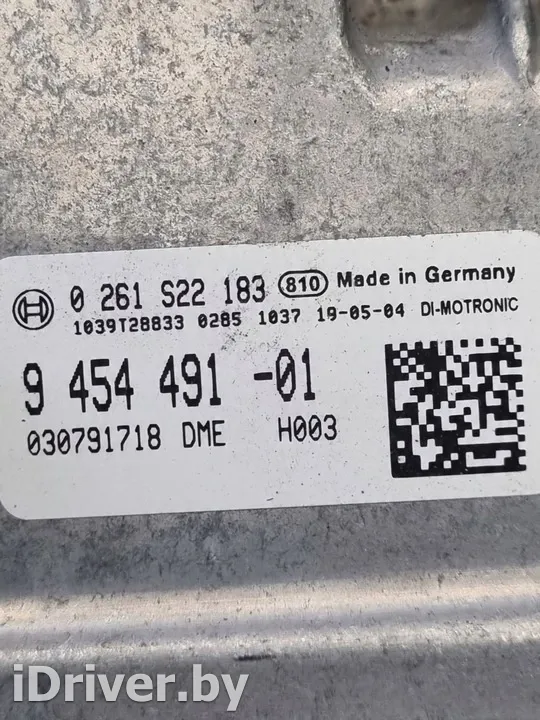 0 261 S22 183 810 Made in Germany
1039T28833 0285 1037 19-05-04 DI-MOTRONIC
9 454 491 -01
030791718 DME H003
iDriver.by